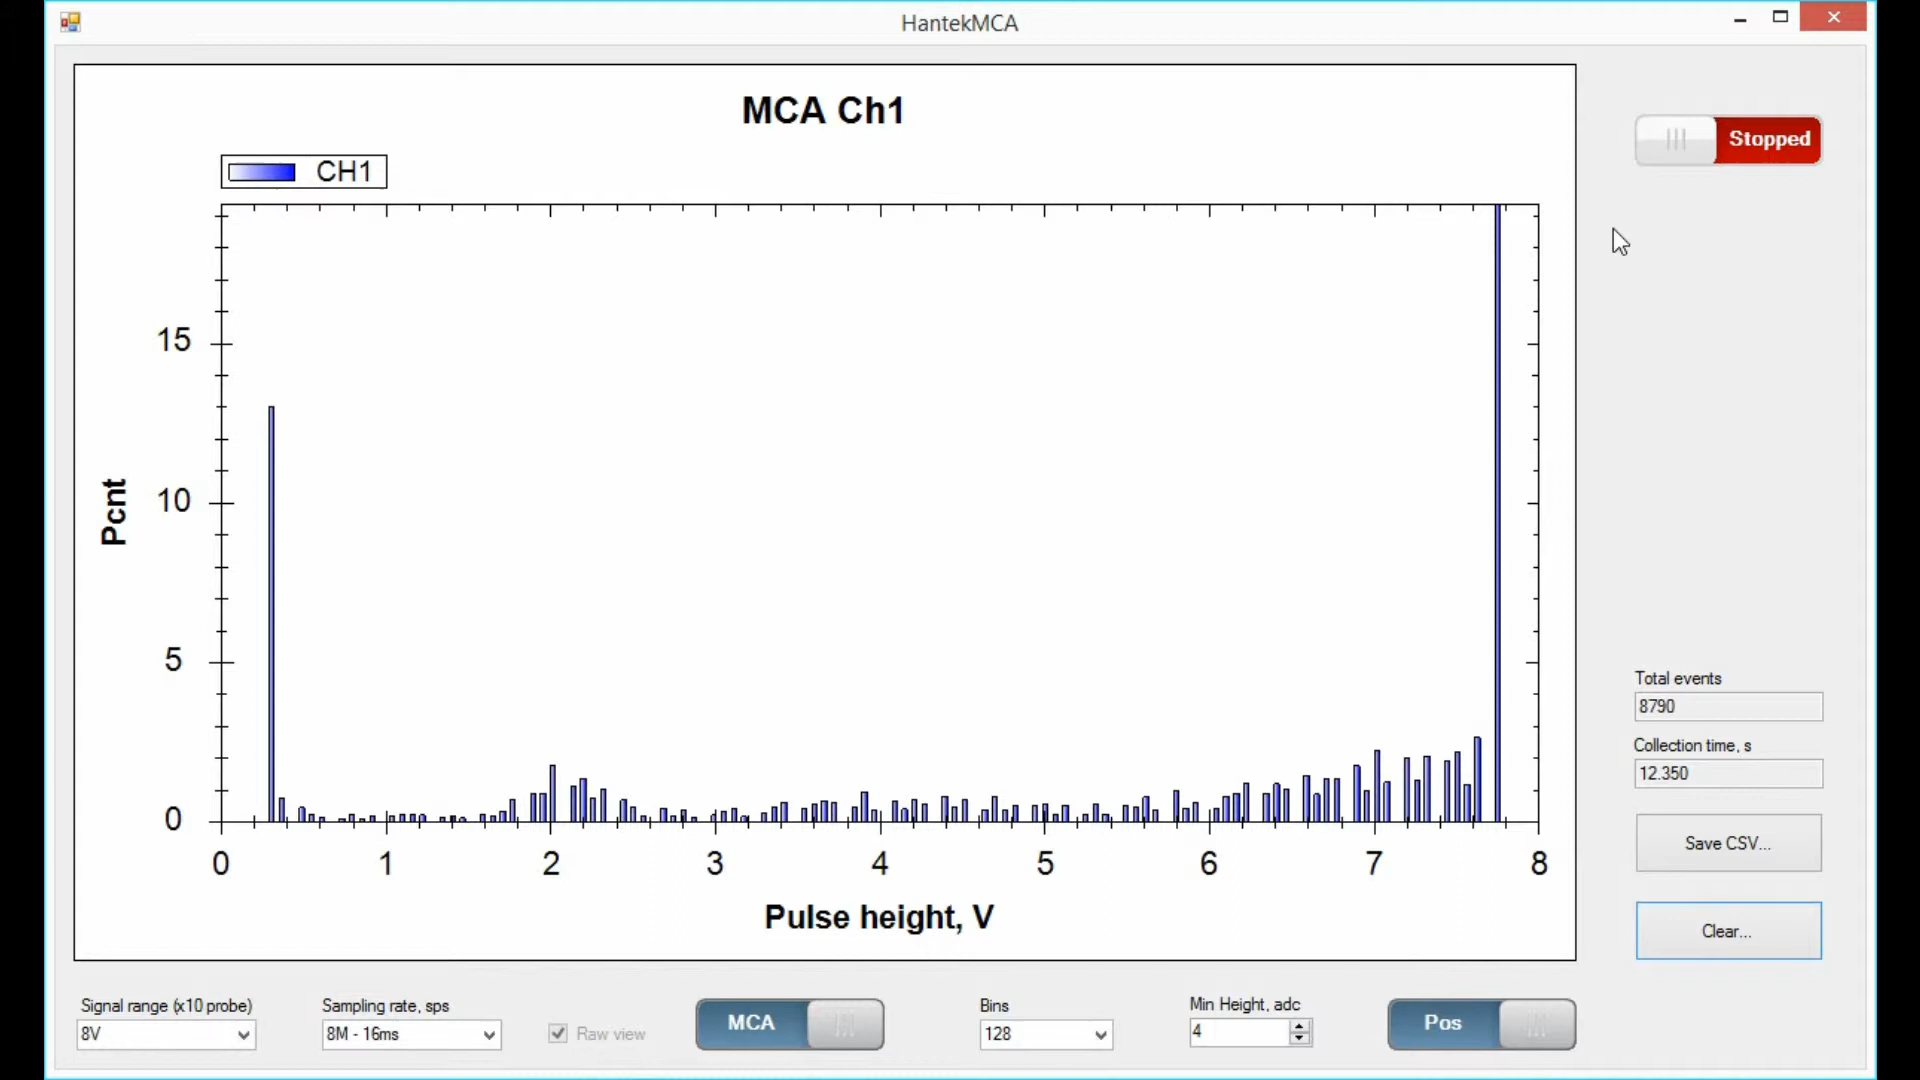 HantekMCA
MCA Ch1
CH1
Stopped
15
10
5
0
Pcnt
0 1 2 3 4 5 6 7 8
Pulse height, V
Total events
8790
Collection time, s
12.350
Save CSV...
Clear...
Signal range (x10 probe)
8V
Sampling rate, sps
8M - 16ms
Raw view
MCA
Bins
128
Min Height, adc
4
Pos